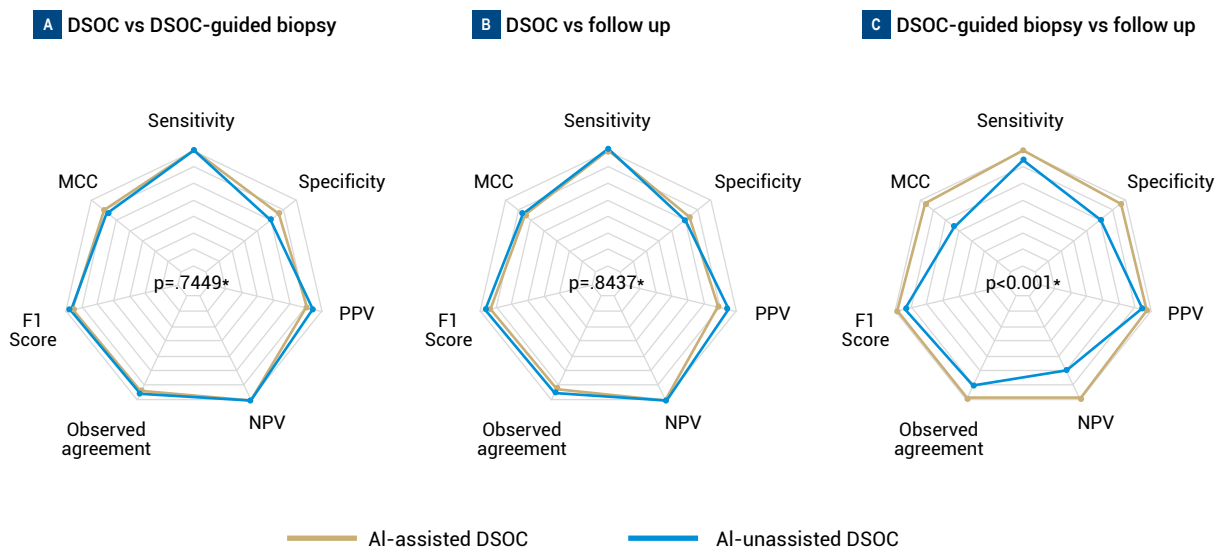 A DSOC vs DSOC-guided biopsy
Sensitivity
Specificity
PPV
NPV
Observed
agreement
F1
Score
MCC
p=.7449*
B DSOC vs follow up
Sensitivity
Specificity
PPV
NPV
Observed
agreement
F1
Score
MCC
p=.8437*
C DSOC-guided biopsy vs follow up
Sensitivity
Specificity
PPV
NPV
Observed
agreement
F1
Score
MCC
p<0.001*
AI-assisted DSOC
AI-unassisted DSOC